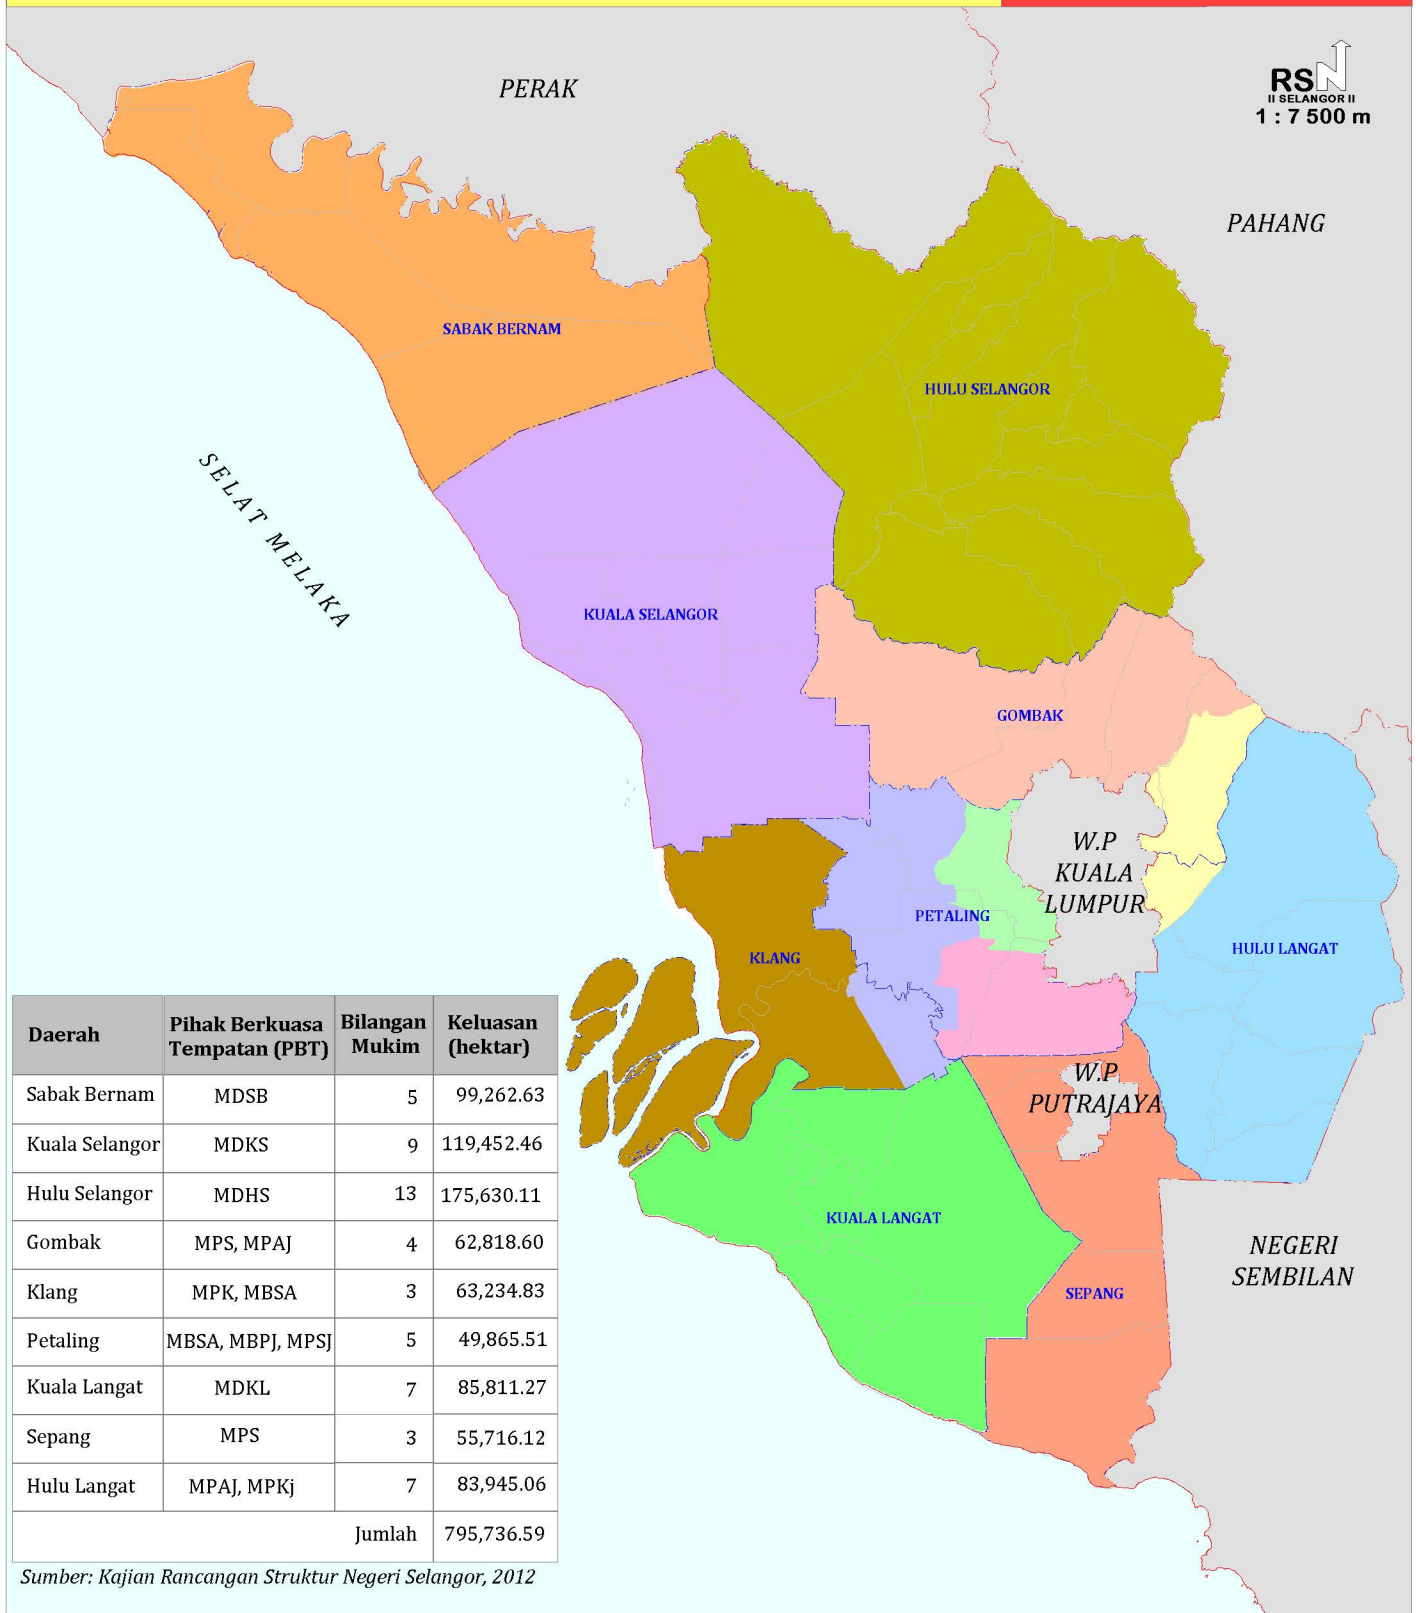 PERAK
RSN
II SELANGOR II
1 : 7 500 m
PAHANG
SABAK BERNAM
HULU SELANGOR
SELAT MELAKA
KUALA SELANGOR
GOMBAK
W.P
KUALA
LUMPUR
PETALING
HULU LANGAT
KLANG
W.P
PUTRAJAYA
KUALA LANGAT
NEGERI
SEMBILAN
SEPANG
Daerah Pihak Berkuasa Tempatan (PBT) Bilangan Mukim Keluasan (hektar)
Sabak Bernam MDSB 5 99,262.63
Kuala Selangor MDKS 9 119,452.46
Hulu Selangor MDHS 13 175,630.11
Gombak MPS, MPAJ 4 62,818.60
Klang MPK, MBSA 3 63,234.83
Petaling MBSA, MBPJ, MPSJ 5 49,865.51
Kuala Langat MDKL 7 85,811.27
Sepang MPS 3 55,716.12
Hulu Langat MPAJ, MPKj 7 83,945.06
Jumlah 795,736.59
Sumber: Kajian Rancangan Struktur Negeri Selangor, 2012